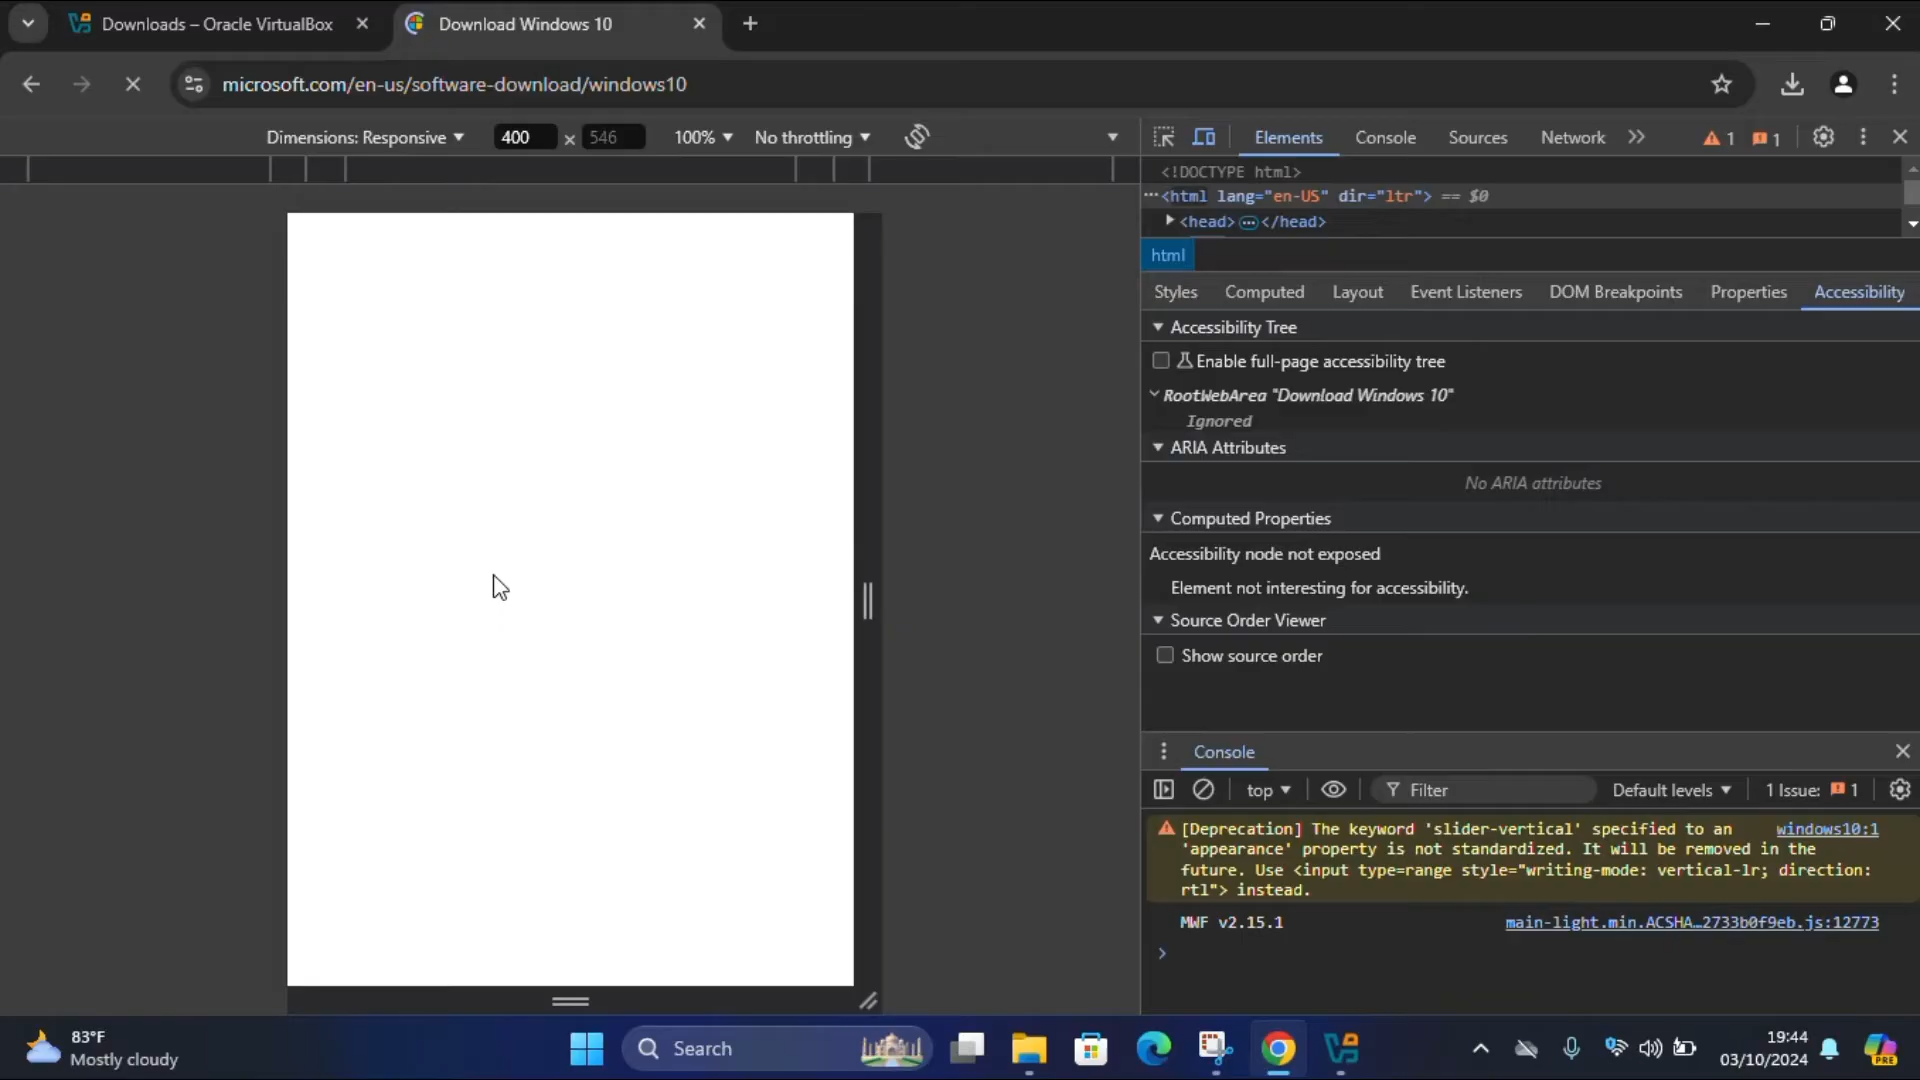 Downloads – Oracle VirtualBox
Download Windows 10
microsoft.com/en-us/software-download/windows10
Dimensions: Responsive
400 × 546
100%
No throttling
Elements
Console
Sources
Network
1
1
<!DOCTYPE html>
<html lang="en-US" dir="ltr"> == $0
<head> … </head>
html
Styles
Computed
Layout
Event Listeners
DOM Breakpoints
Properties
Accessibility
Accessibility Tree
Enable full-page accessibility tree
RootWebArea "Download Windows 10"
Ignored
ARIA Attributes
No ARIA attributes
Computed Properties
Accessibility node not exposed
Element not interesting for accessibility.
Source Order Viewer
Show source order
Console
top
Filter
Default levels
1 Issue: 1
[Deprecation] The keyword 'slider-vertical' specified to an windows10:1
'appearance' property is not standardized. It will be removed in the
future. Use <input type=range style="writing-mode: vertical-lr; direction:
rtl"> instead.
MWF v2.15.1 main-light.min.ACSHA…2733b0f9eb.js:12773
83°F
Mostly cloudy
Search
19:44
03/10/2024
PRE